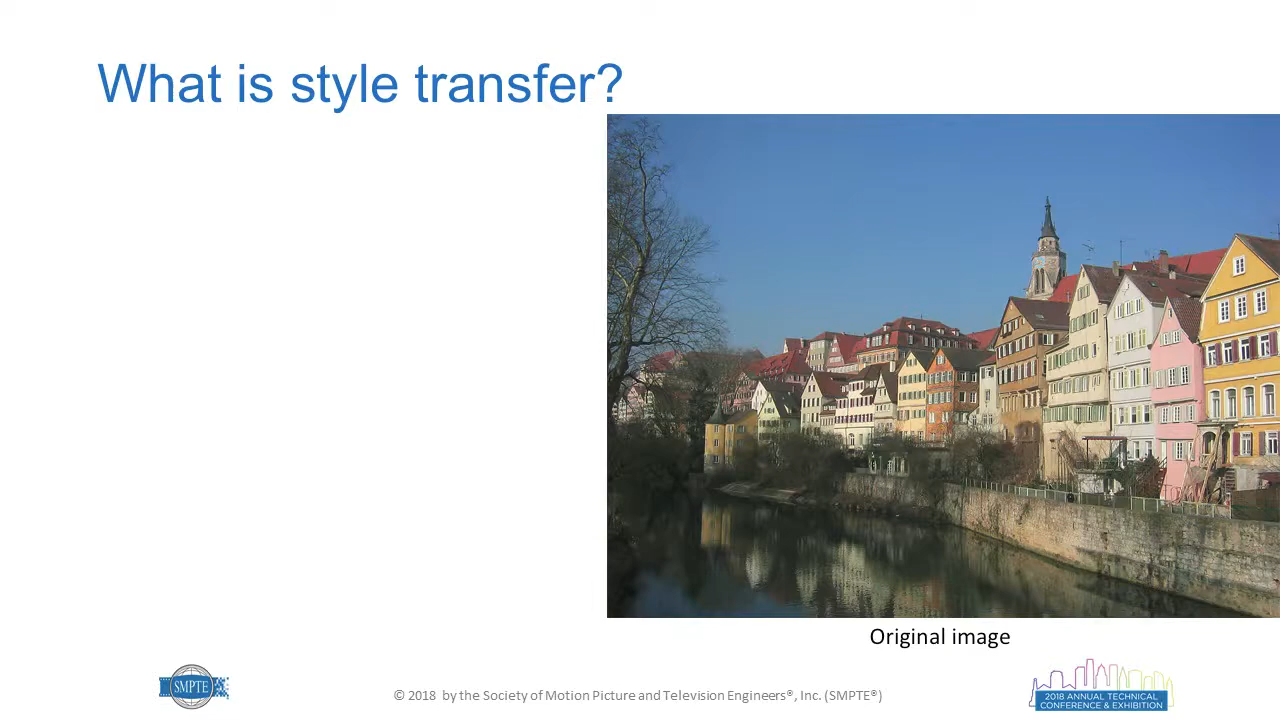 What is style transfer?
Original image
SMPTE
© 2018 by the Society of Motion Picture and Television Engineers®, Inc. (SMPTE®)
2018 ANNUAL TECHNICAL
CONFERENCE & EXHIBITION